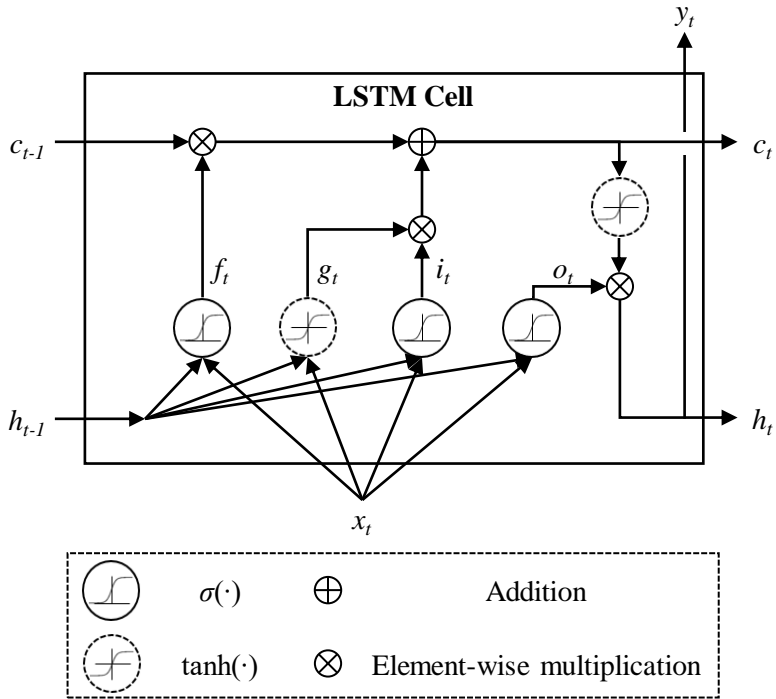 y_t
LSTM Cell
c_{t-1}
c_t
f_t
g_t
i_t
o_t
h_{t-1}
h_t
x_t
σ(·)
Addition
tanh(·)
Element-wise multiplication